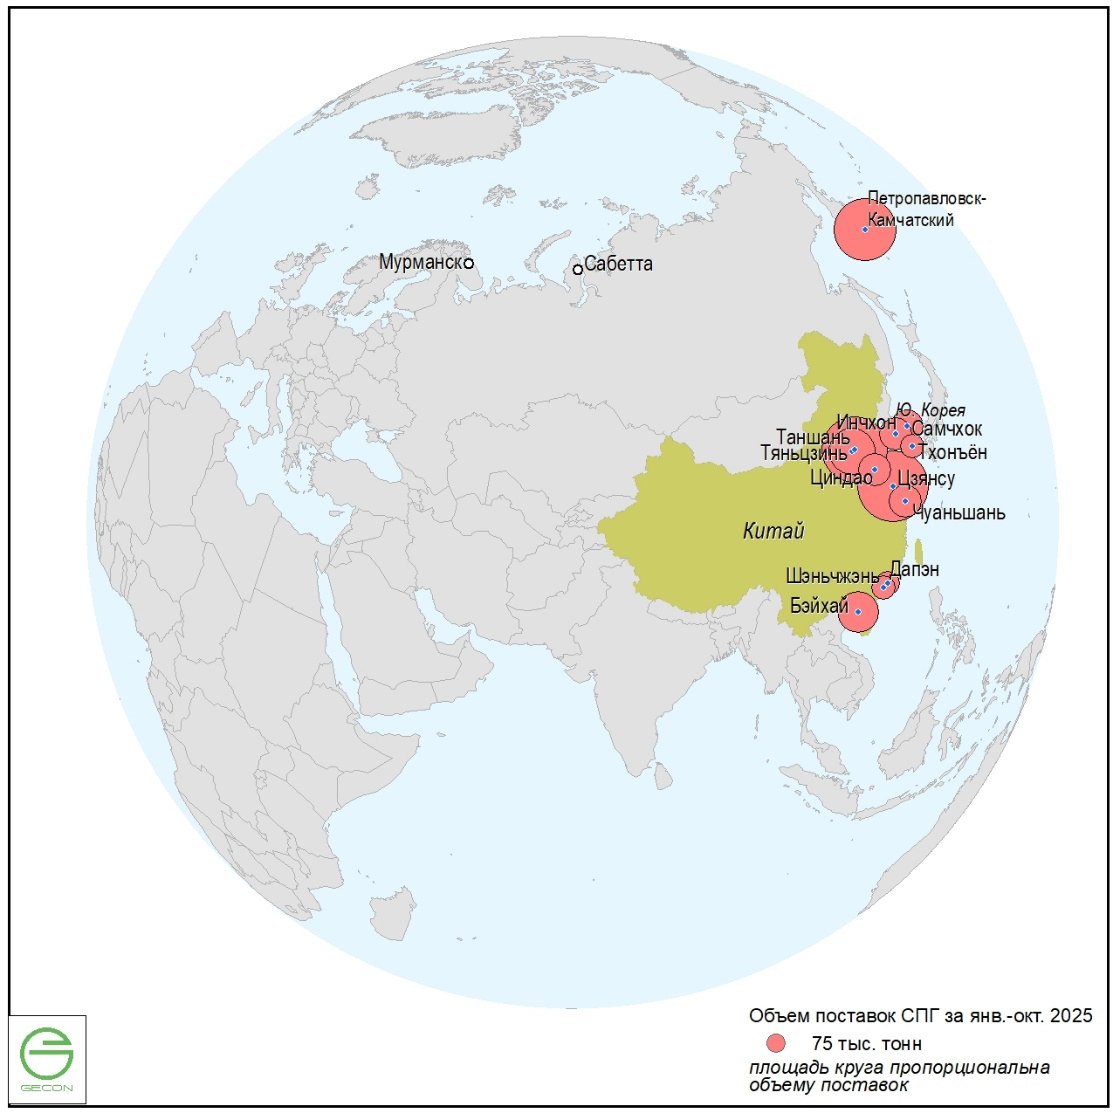 Петропавловск-
Камчатский
Мурманск
Сабетта
Ю. Корея
Инчхон
Самчхок
Таншань
Тяньцзинь
Тхонъён
Циндао
Цзянсу
Чуаньшань
Китай
Дапэн
Шэньчжэнь
Бэйхай
Объем поставок СПГ за янв.-окт. 2025
75 тыс. тонн
площадь круга пропорциональна
объему поставок
GECON